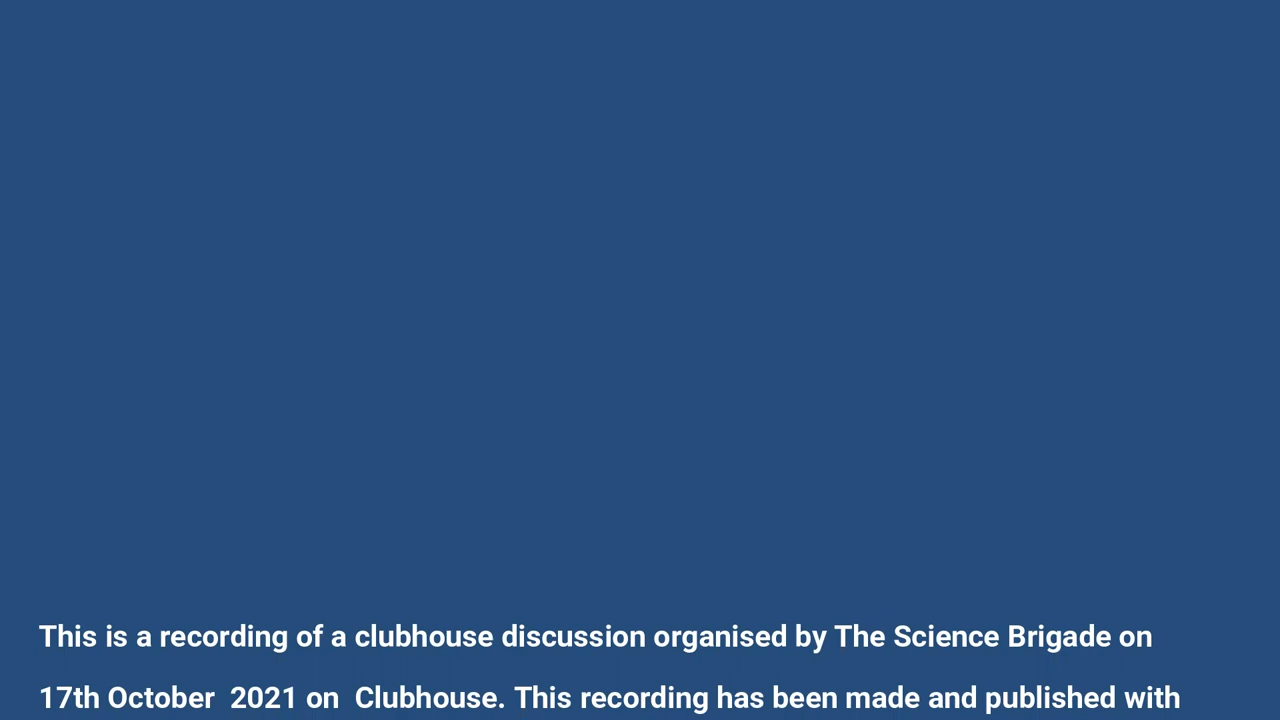 This is a recording of a clubhouse discussion organised by The Science Brigade on
17th October  2021 on  Clubhouse. This recording has been made and published with